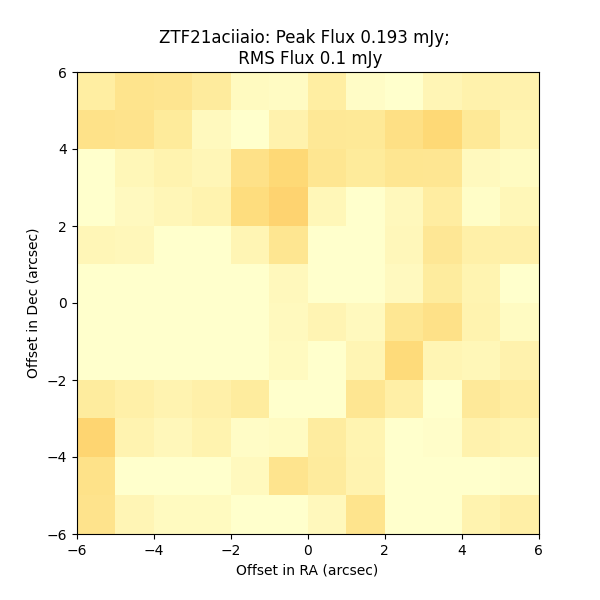 ZTF21aciiaio: Peak Flux 0.193 mJy;
RMS Flux 0.1 mJy
6
4
2
0
−2
−4
−6
Offset in Dec (arcsec)
−6 −4 −2 0 2 4 6
Offset in RA (arcsec)